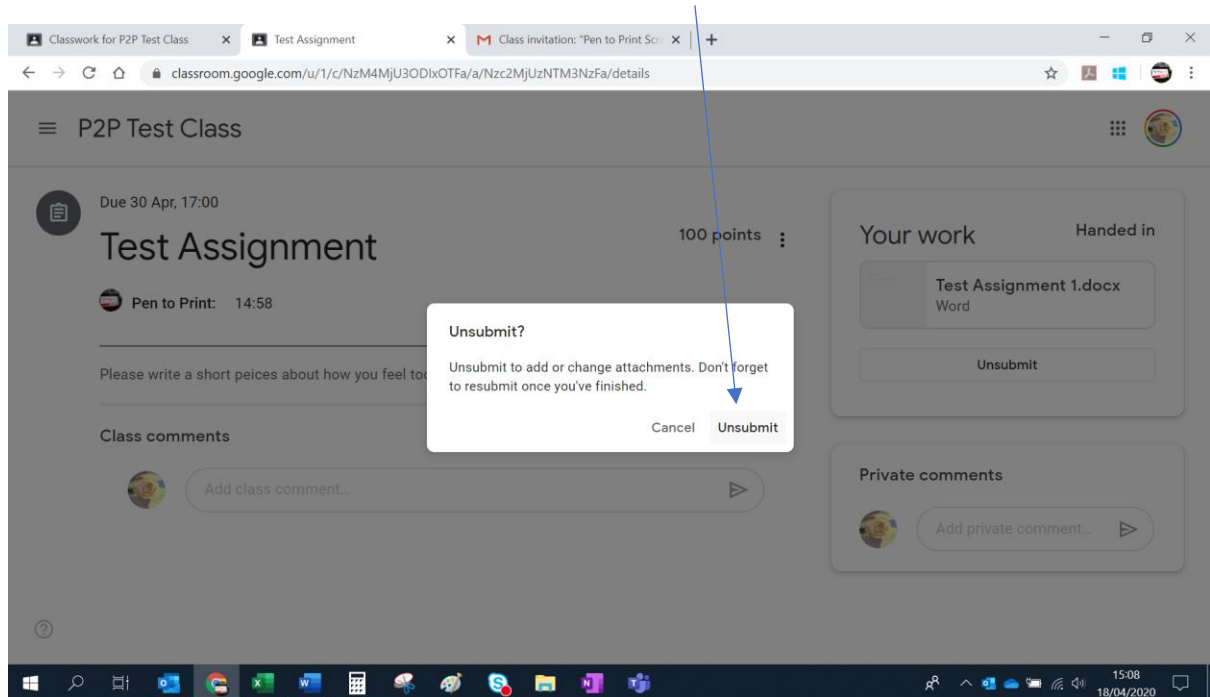 Classwork for P2P Test Class
Test Assignment
Class invitation: "Pen to Print Scr
classroom.google.com/u/1/c/NzM4MjU3ODIxOTFa/a/Nzc2MjUzNTM3NzFa/details
P2P Test Class
Due 30 Apr, 17:00
Test Assignment
100 points
Pen to Print: 14:58
Please write a short peices about how you feel too
Class comments
Add class comment...
Unsubmit?
Unsubmit to add or change attachments. Don't forget
to resubmit once you've finished.
Cancel Unsubmit
Your work Handed in
Test Assignment 1.docx
Word
Unsubmit
Private comments
Add private comment...
15:08
18/04/2020